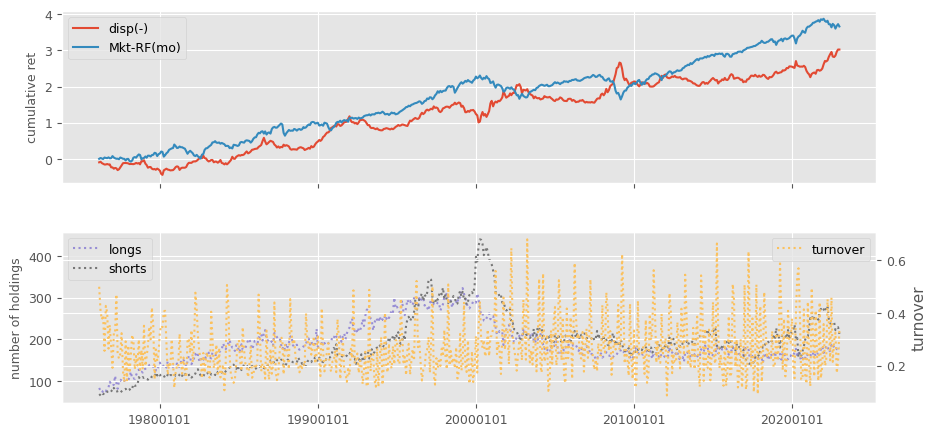 4
3
2
1
0
cumulative ret
disp(-)
Mkt-RF(mo)
400
300
200
100
number of holdings
longs
shorts
turnover
0.6
0.4
0.2
turnover
19800101
19900101
20000101
20100101
20200101